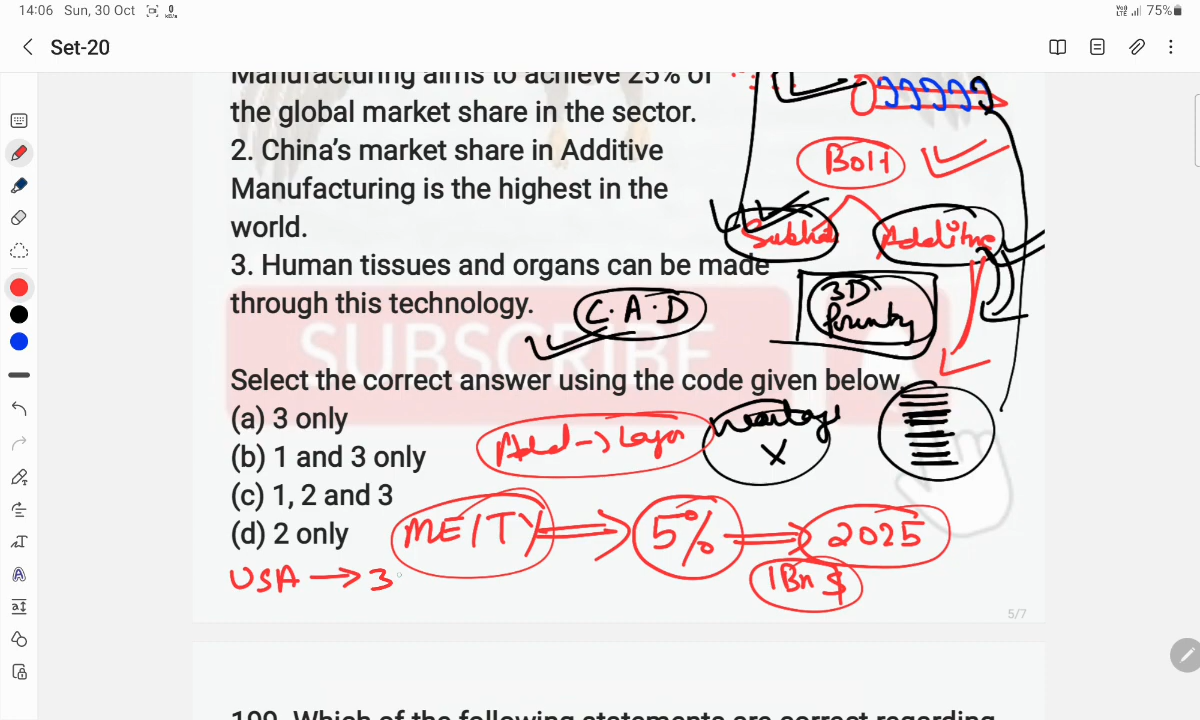 14:06 Sun, 30 Oct
75%
Set-20
Manufacturing aims to achieve 25% of
the global market share in the sector.
2. China's market share in Additive
Manufacturing is the highest in the
world.
3. Human tissues and organs can be made
through this technology.
Bolt
Additive
3D
C.A.D
SUBSCRIBE
Select the correct answer using the code given below.
(a) 3 only
(b) 1 and 3 only
(c) 1, 2 and 3
(d) 2 only
Add → Layer
X
MEITY ⇒ 5% ⇒ 2025
1Bn $
USA → 3
5/7
199. Which of the following statements are correct regarding